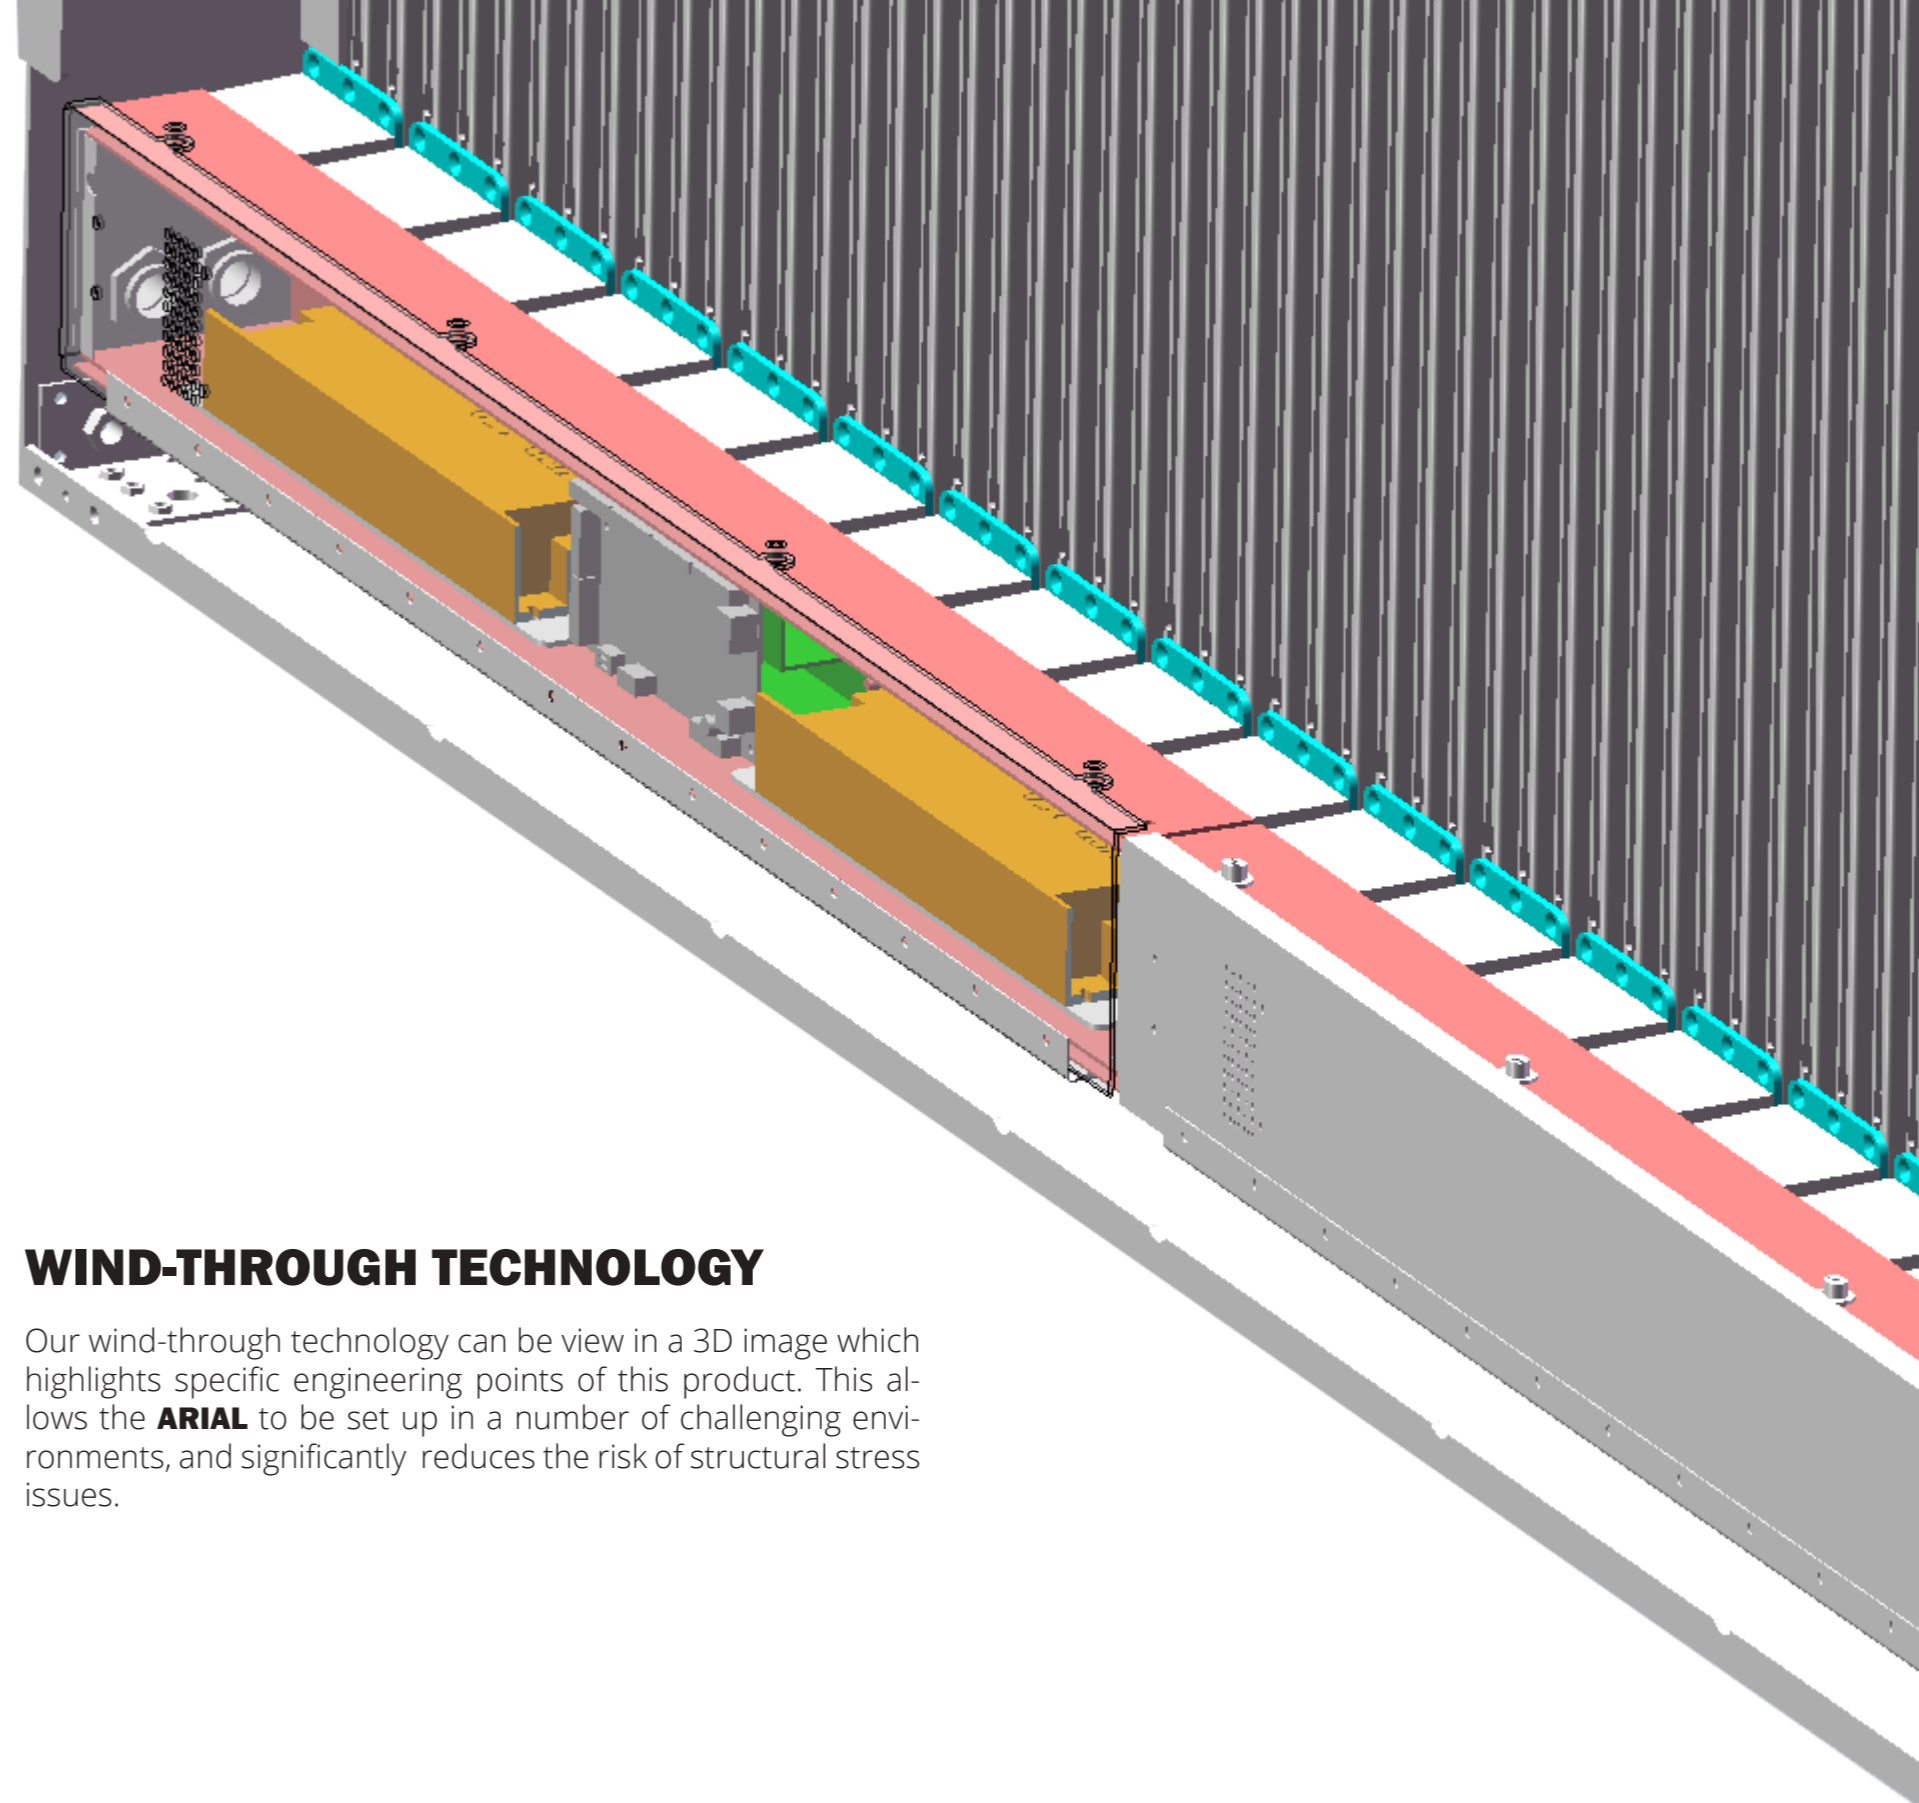 WIND-THROUGH TECHNOLOGY
Our wind-through technology can be view in a 3D image which
highlights specific engineering points of this product. This al-
lows the ARIAL to be set up in a number of challenging envi-
ronments, and significantly reduces the risk of structural stress
issues.